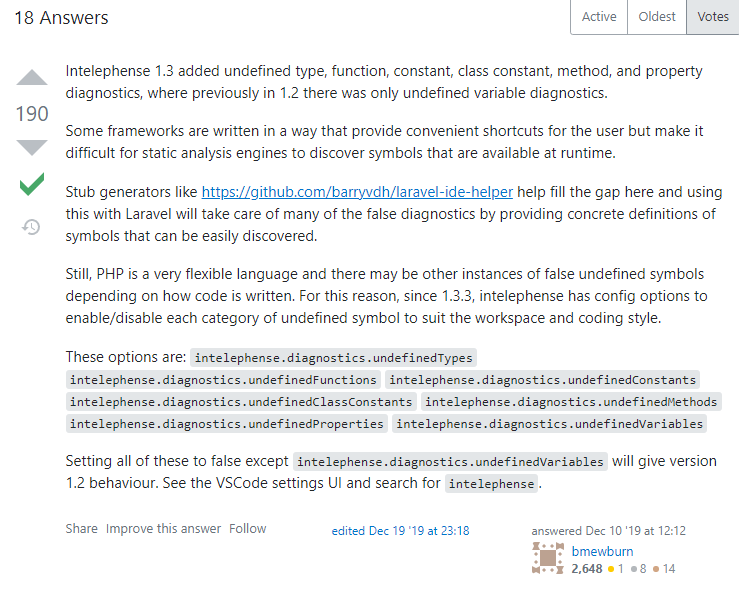 18 Answers
Active Oldest Votes
190
Intelephense 1.3 added undefined type, function, constant, class constant, method, and property
diagnostics, where previously in 1.2 there was only undefined variable diagnostics.
Some frameworks are written in a way that provide convenient shortcuts for the user but make it
difficult for static analysis engines to discover symbols that are available at runtime.
Stub generators like https://github.com/barryvdh/laravel-ide-helper help fill the gap here and using
this with Laravel will take care of many of the false diagnostics by providing concrete definitions of
symbols that can be easily discovered.
Still, PHP is a very flexible language and there may be other instances of false undefined symbols
depending on how code is written. For this reason, since 1.3.3, intelephense has config options to
enable/disable each category of undefined symbol to suit the workspace and coding style.
These options are: intelephense.diagnostics.undefinedTypes
intelephense.diagnostics.undefinedFunctions intelephense.diagnostics.undefinedConstants
intelephense.diagnostics.undefinedClassConstants intelephense.diagnostics.undefinedMethods
intelephense.diagnostics.undefinedProperties intelephense.diagnostics.undefinedVariables
Setting all of these to false except intelephense.diagnostics.undefinedVariables will give version
1.2 behaviour. See the VSCode settings UI and search for intelephense.
Share Improve this answer Follow
edited Dec 19 '19 at 23:18
answered Dec 10 '19 at 12:12
bmewburn
2,648 1 8 14